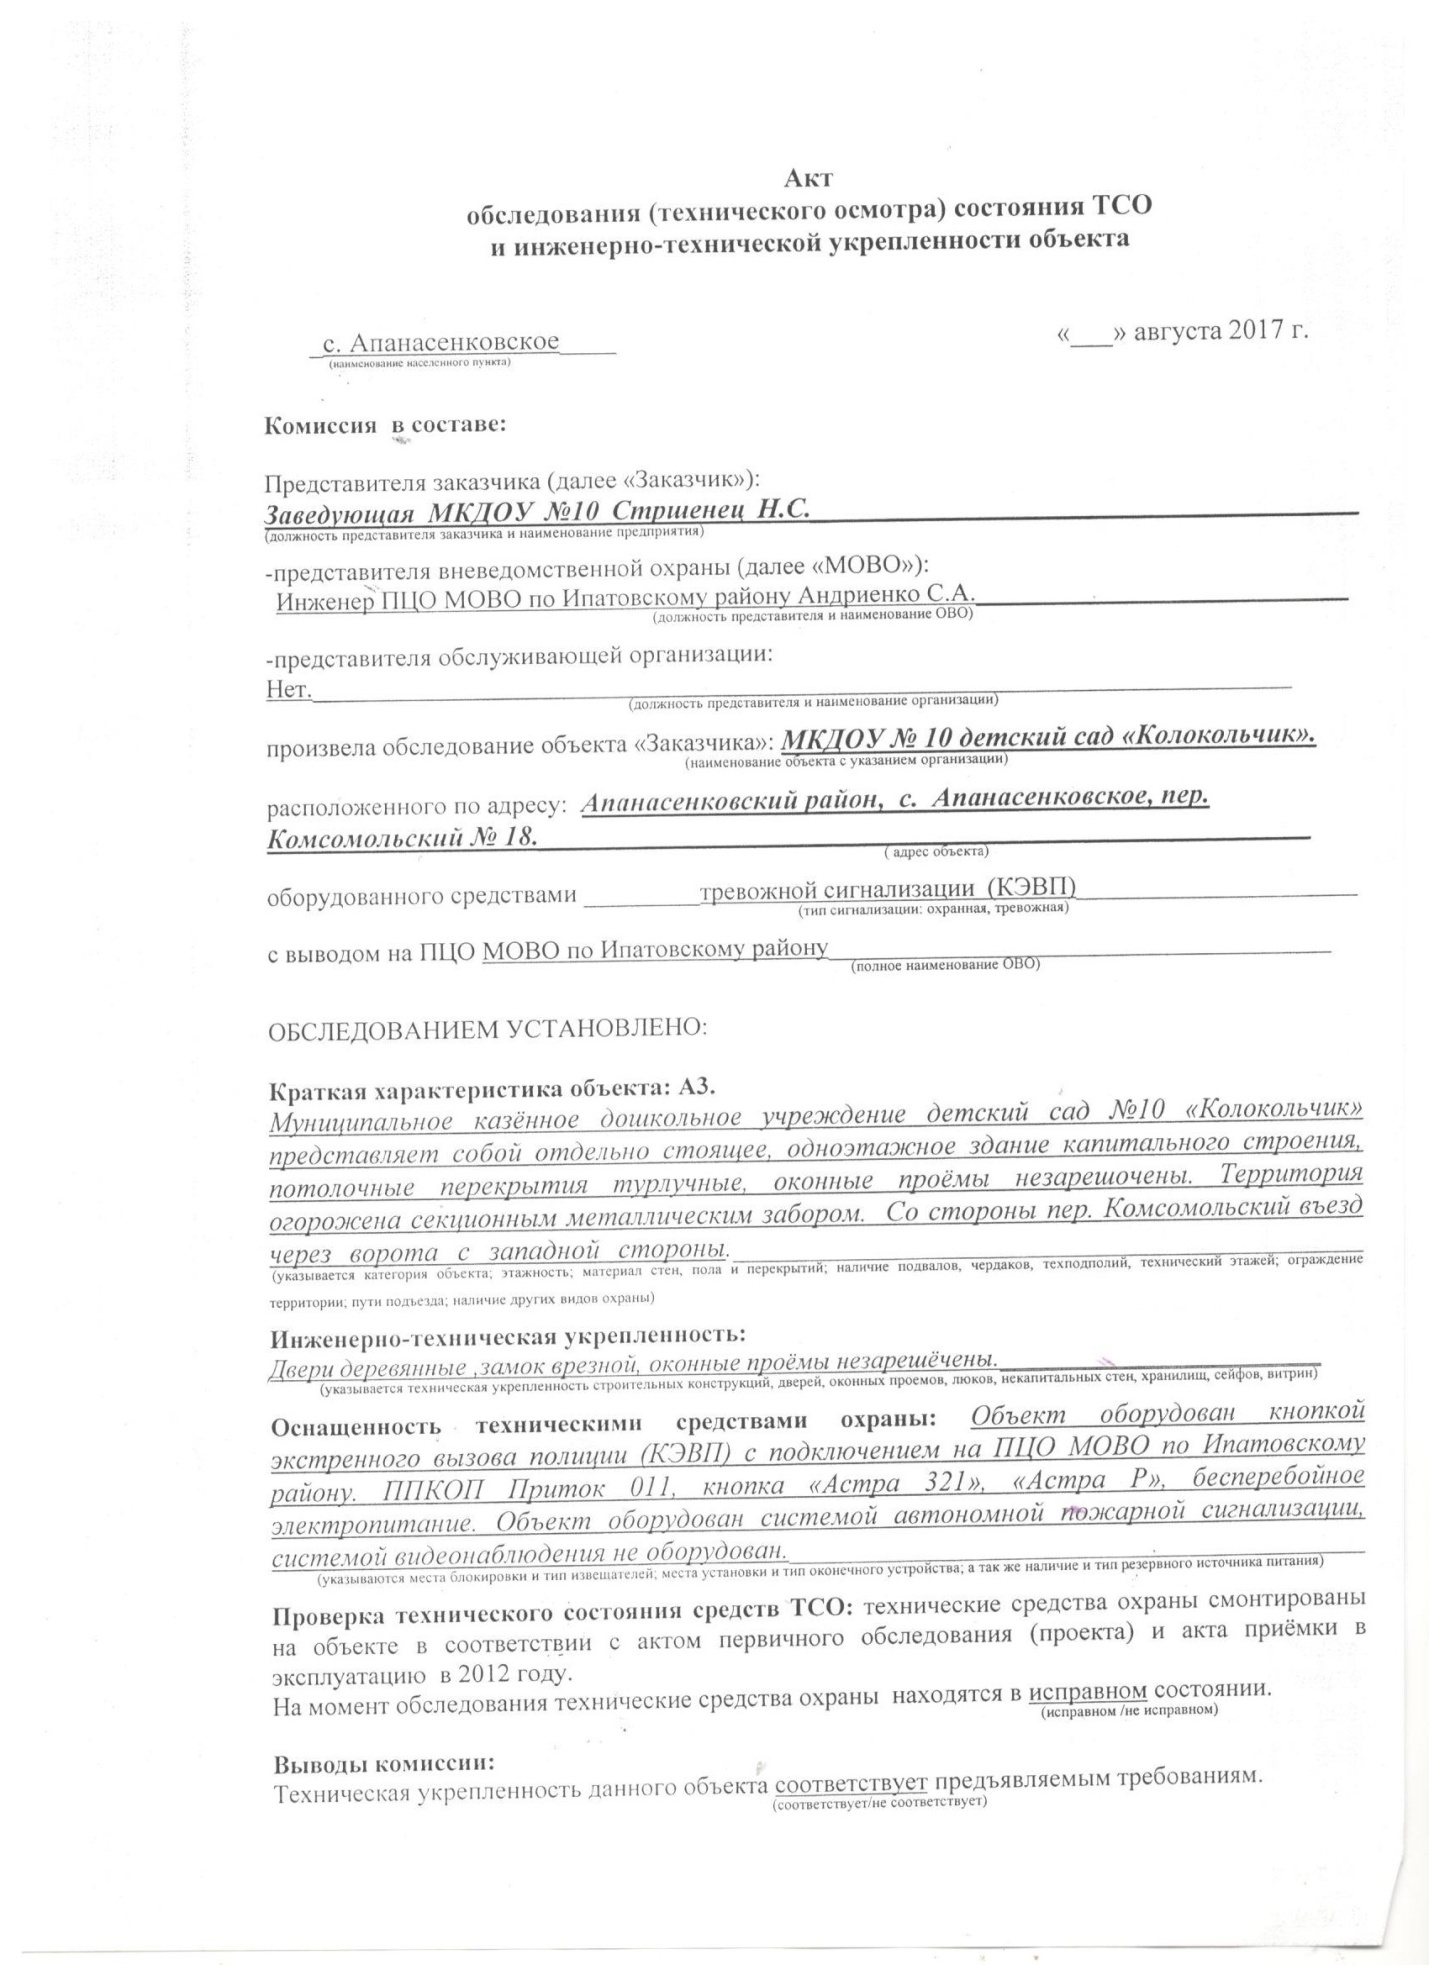 Акт
обследования (технического осмотра) состояния ТСО
и инженерно-технической укрепленности объекта
с. Апанасенковское
«___» августа 2017 г.
(наименование населенного пункта)
Комиссия в составе:
Представителя заказчика (далее «Заказчик»):
Заведующая МКДОУ №10 Стршенец Н.С.
(должность представителя заказчика и наименование предприятия)
-представителя вневедомственной охраны (далее «МОВО»):
Инженер ПЦО МОВО по Ипатовскому району Андриенко С.А.
(должность представителя и наименование ОВО)
-представителя обслуживающей организации:
Нет.
(должность представителя и наименование организации)
произвела обследование объекта «Заказчика»: МКДОУ № 10 детский сад «Колокольчик».
(наименование объекта с указанием организации)
расположенного по адресу: Апанасенковский район, с. Апанасенковское, пер.
Комсомольский № 18.
( адрес объекта)
оборудованного средствами _________тревожной сигнализации (КЭВП)
(тип сигнализации: охранная, тревожная)
с выводом на ПЦО МОВО по Ипатовскому району
(полное наименование ОВО)
ОБСЛЕДОВАНИЕМ УСТАНОВЛЕНО:
Краткая характеристика объекта: А3.
Муниципальное казённое дошкольное учреждение детский сад №10 «Колокольчик»
представляет собой отдельно стоящее, одноэтажное здание капитального строения,
потолочные перекрытия турлучные, оконные проёмы незарешочены. Территория
огорожена секционным металлическим забором. Со стороны пер. Комсомольский въезд
через ворота с западной стороны.
(указывается категория объекта; этажность; материал стен, пола и перекрытий; наличие подвалов, чердаков, техподполий, технический этажей; ограждение
территории; пути подъезда; наличие других видов охраны)
Инженерно-техническая укрепленность:
Двери деревянные ,замок врезной, оконные проёмы незарешёчены.
(указывается техническая укрепленность строительных конструкций, дверей, оконных проемов, люков, некапитальных стен, хранилищ, сейфов, витрин)
Оснащенность техническими средствами охраны: Объект оборудован кнопкой
экстренного вызова полиции (КЭВП) с подключением на ПЦО МОВО по Ипатовскому
району. ППКОП Приток 011, кнопка «Астра 321», «Астра Р», бесперебойное
электропитание. Объект оборудован системой автономной пожарной сигнализации,
системой видеонаблюдения не оборудован.
(указываются места блокировки и тип извещателей; места установки и тип оконечного устройства; а так же наличие и тип резервного источника питания)
Проверка технического состояния средств ТСО: технические средства охраны смонтированы
на объекте в соответствии с актом первичного обследования (проекта) и акта приёмки в
эксплуатацию в 2012 году.
На момент обследования технические средства охраны находятся в исправном состоянии.
(исправном /не исправном)
Выводы комиссии:
Техническая укрепленность данного объекта соответствует предъявляемым требованиям.
(соответствует/не соответствует)